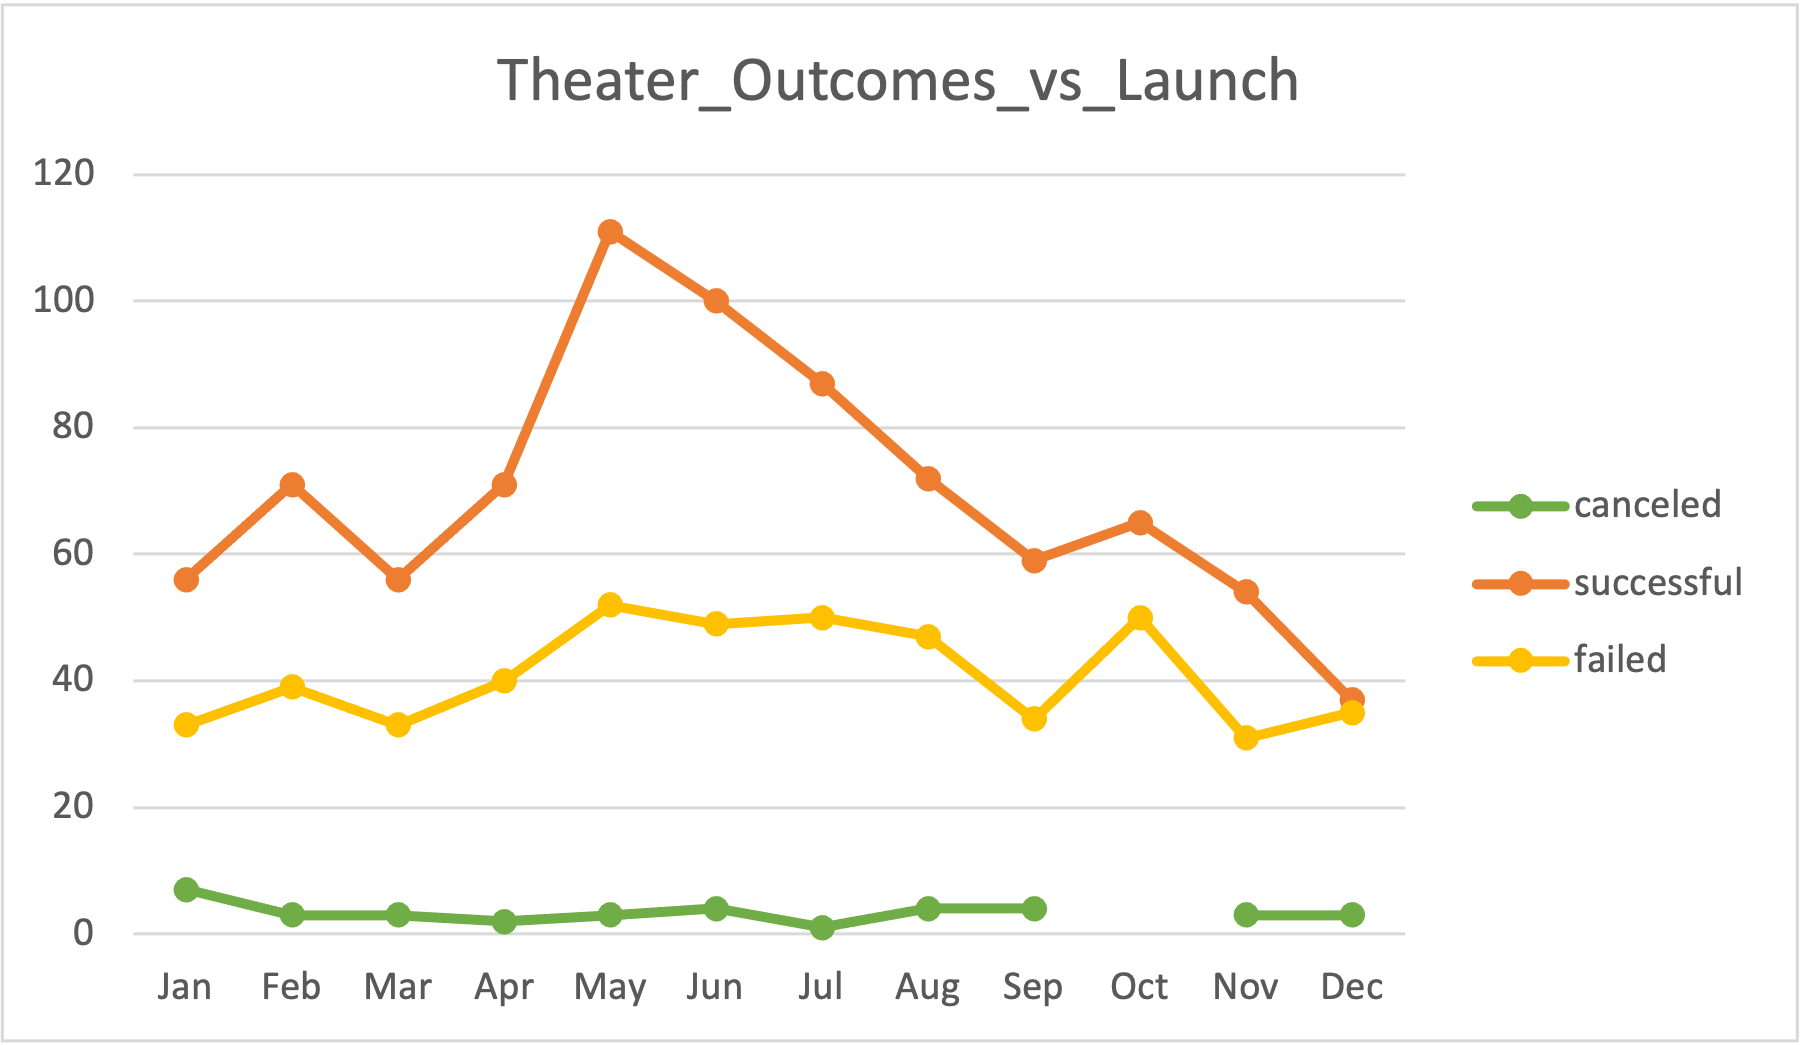 Theater_Outcomes_vs_Launch
120
100
80
60
40
20
0
Jan Feb Mar Apr May Jun Jul Aug Sep Oct Nov Dec
canceled
successful
failed